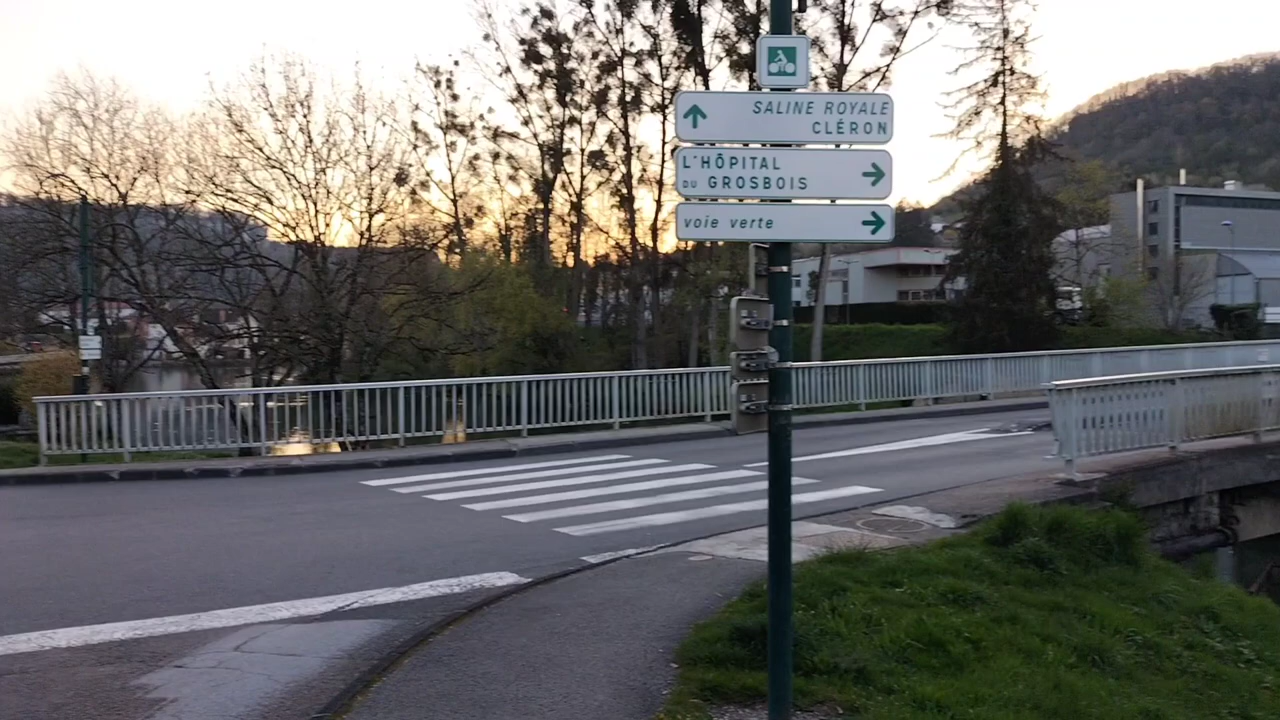 SALINE ROYALE
CLÉRON
L'HÔPITAL
DU GROSBOIS
voie verte